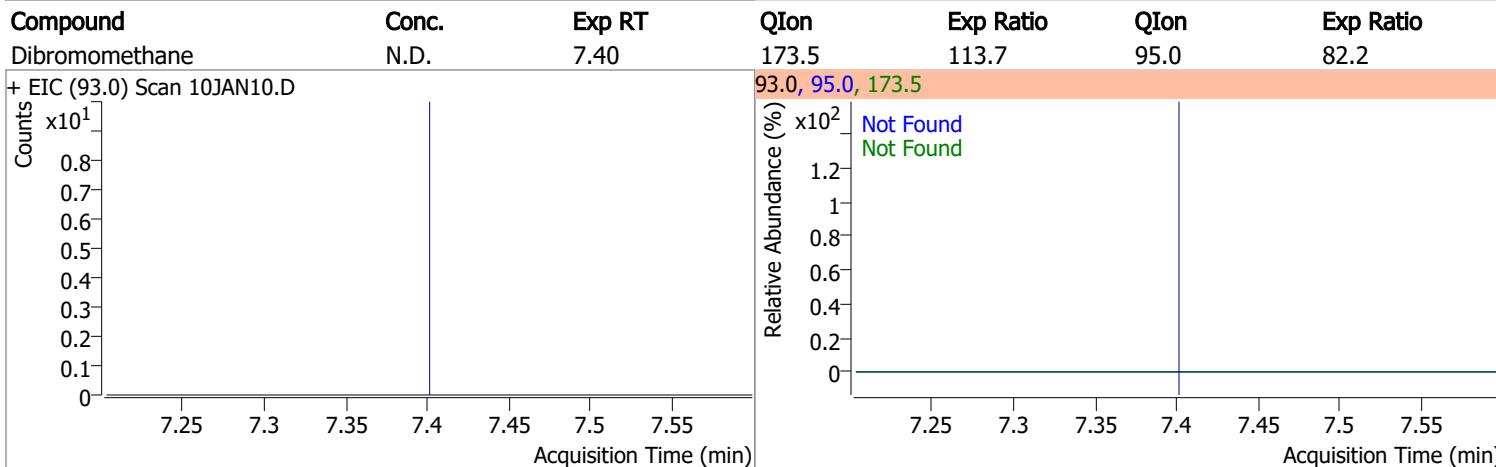 Compound Conc. Exp RT QIon Exp Ratio QIon Exp Ratio
Dibromomethane N.D. 7.40 173.5 113.7 95.0 82.2
+ EIC (93.0) Scan 10JAN10.D
Counts
x10¹
0.8
0.7
0.6
0.5
0.4
0.3
0.2
0.1
0
7.25 7.3 7.35 7.4 7.45 7.5 7.55
Acquisition Time (min)
93.0, 95.0, 173.5
Relative Abundance (%)
x10²
Not Found
Not Found
1.2
1
0.8
0.6
0.4
0.2
0
7.25 7.3 7.35 7.4 7.45 7.5 7.55
Acquisition Time (min)